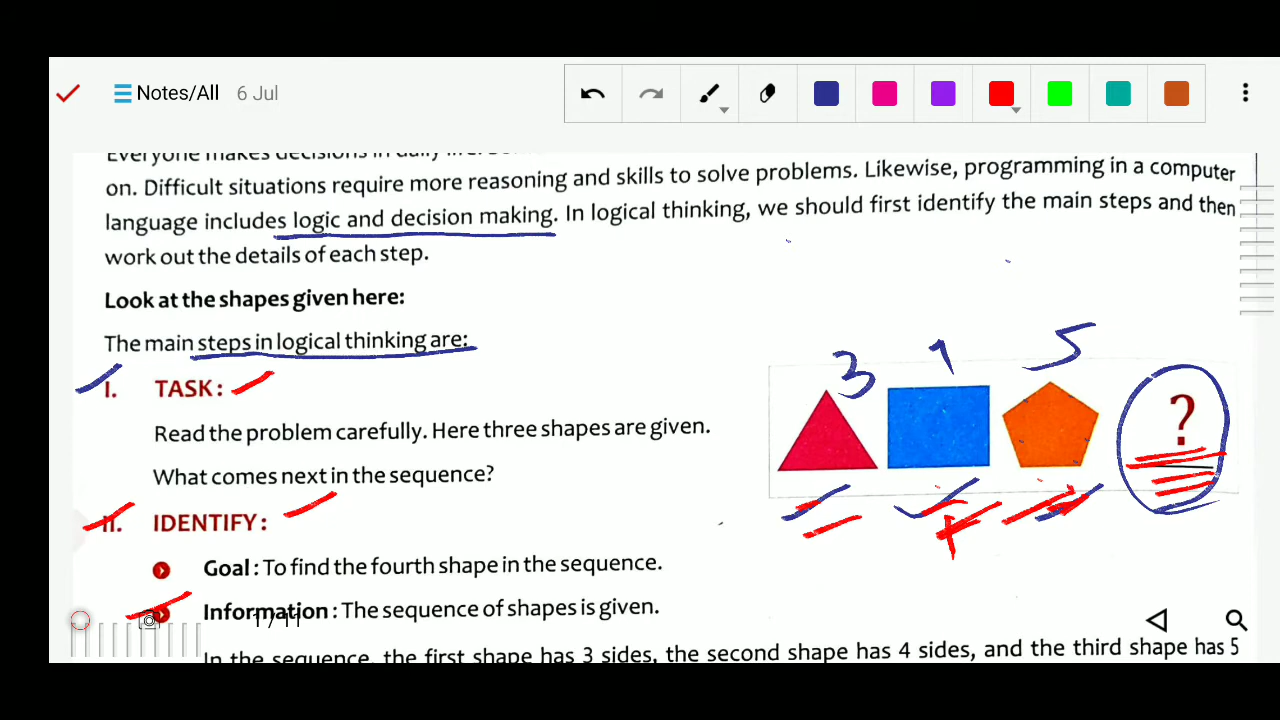 Notes/All 6 Jul
Everyone makes decisions in daily life.
on. Difficult situations require more reasoning and skills to solve problems. Likewise, programming in a computer
language includes logic and decision making. In logical thinking, we should first identify the main steps and then
work out the details of each step.
Look at the shapes given here:
The main steps in logical thinking are:
I. TASK:
Read the problem carefully. Here three shapes are given.
What comes next in the sequence?
3 4 5
?
II. IDENTIFY:
Goal: To find the fourth shape in the sequence.
Information: The sequence of shapes is given.
In the sequence, the first shape has 3 sides, the second shape has 4 sides, and the third shape has 5